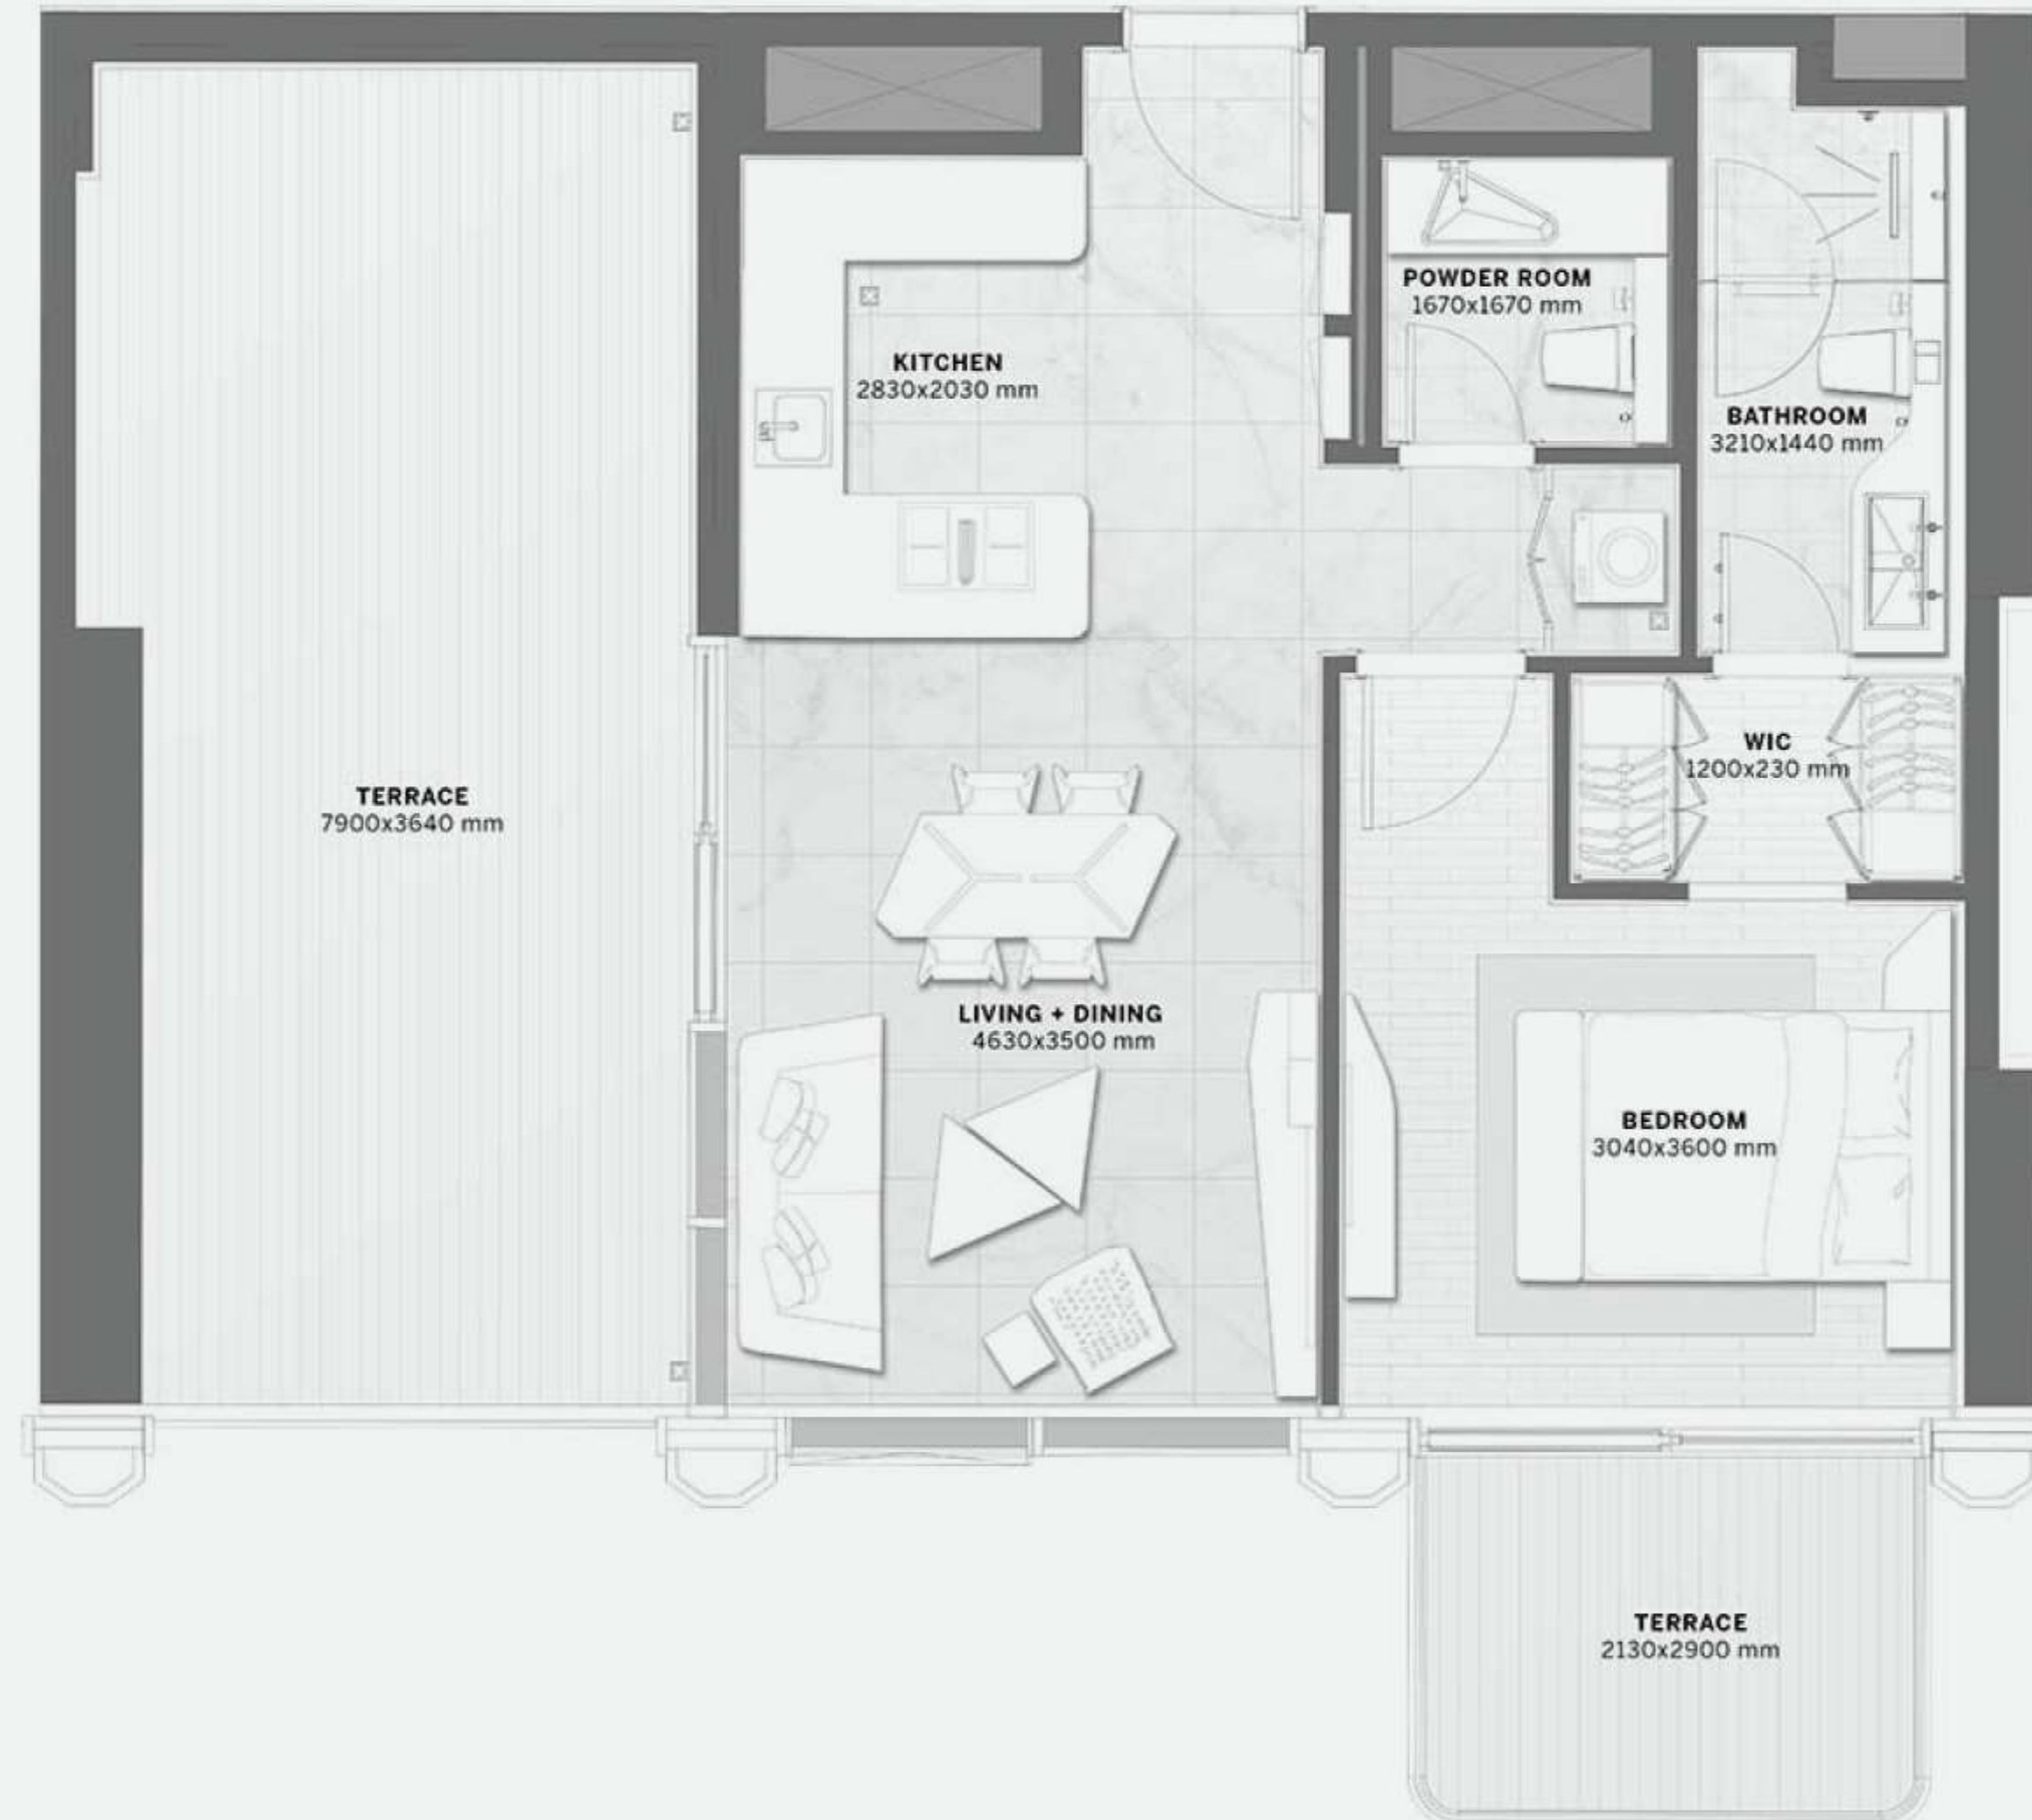 POWDER ROOM
1670x1670 mm
KITCHEN
2830x2030 mm
BATHROOM
3210x1440 mm
WIC
1200x230 mm
TERRACE
7900x3640 mm
LIVING + DINING
4630x3500 mm
BEDROOM
3040x3600 mm
TERRACE
2130x2900 mm